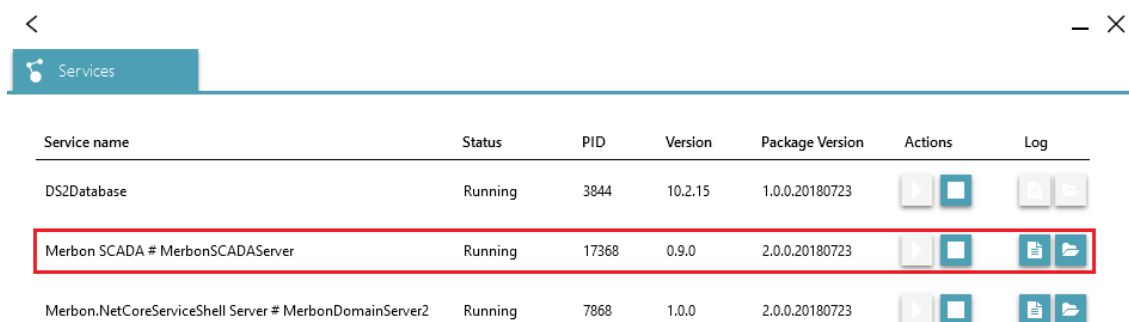 Services
Service name Status PID Version Package Version Actions Log
DS2Database Running 3844 10.2.15 1.0.0.20180723
Merbon SCADA # MerbonSCADAServer Running 17368 0.9.0 2.0.0.20180723
Merbon.NetCoreServiceShell Server # MerbonDomainServer2 Running 7868 1.0.0 2.0.0.20180723